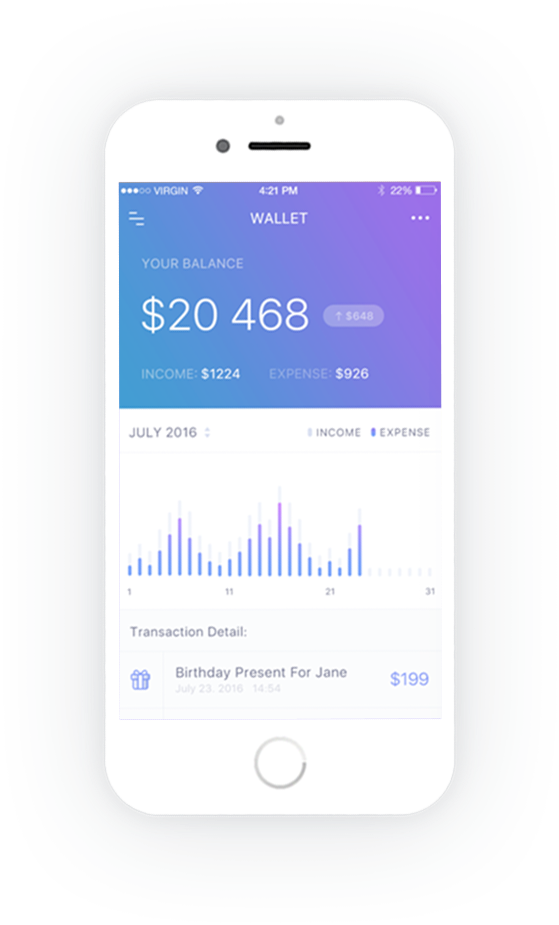 VIRGIN 4:21 PM 22%
WALLET
YOUR BALANCE
$20 468 ↑ $648
INCOME: $1224 EXPENSE: $926
JULY 2016 INCOME EXPENSE
1 11 21 31
Transaction Detail:
Birthday Present For Jane $199
July 23. 2016 14:54